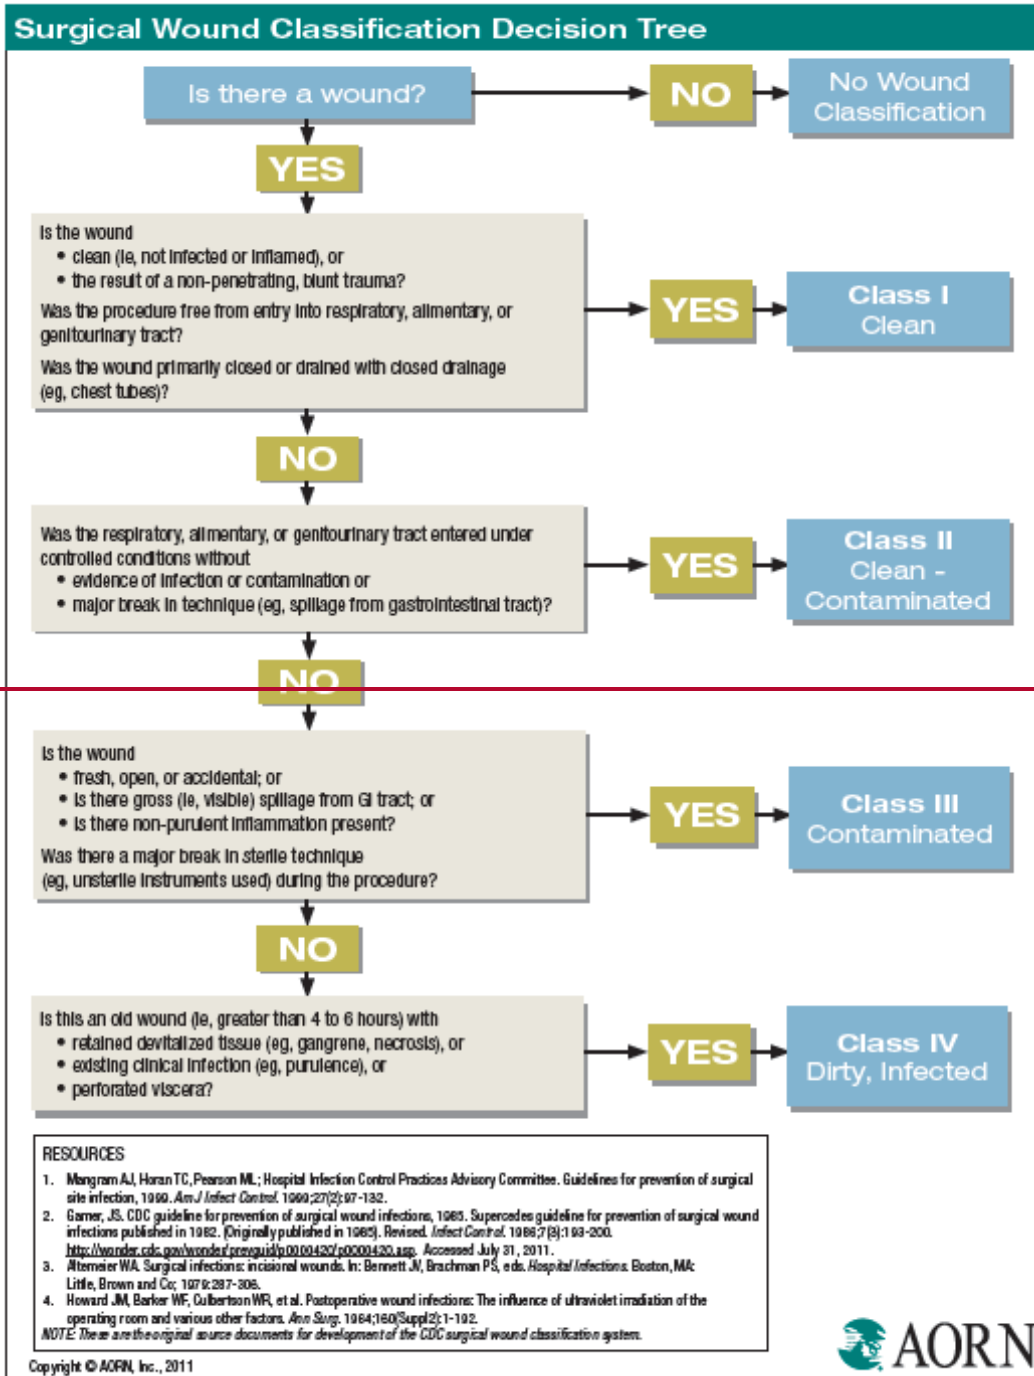 Surgical Wound Classification Decision Tree
Is there a wound?
NO
No Wound
Classification
YES
Is the wound
• clean (ie, not infected or inflamed), or
• the result of a non-penetrating, blunt trauma?
Was the procedure free from entry into respiratory, alimentary, or
genitourinary tract?
Was the wound primarily closed or drained with closed drainage
(eg, chest tubes)?
YES
Class I
Clean
NO
Was the respiratory, alimentary, or genitourinary tract entered under
controlled conditions without
• evidence of infection or contamination or
• major break in technique (eg, spillage from gastrointestinal tract)?
YES
Class II
Clean -
Contaminated
NO
Is the wound
• fresh, open, or accidental; or
• is there gross (ie, visible) spillage from GI tract; or
• is there non-purulent inflammation present?
Was there a major break in sterile technique
(eg, unsterile instruments used) during the procedure?
YES
Class III
Contaminated
NO
Is this an old wound (ie, greater than 4 to 6 hours) with
• retained devitalized tissue (eg, gangrene, necrosis), or
• existing clinical infection (eg, purulence), or
• perforated viscera?
YES
Class IV
Dirty, Infected
RESOURCES
1. Mangram AJ, Horan TC, Pearson ML; Hospital Infection Control Practices Advisory Committee. Guidelines for prevention of surgical
site infection, 1999. Am J Infect Control. 1999;27(2):97-132.
2. Garner, JS. CDC guideline for prevention of surgical wound infections, 1985. Supercedes guideline for prevention of surgical wound
infections published in 1982. (Originally published in 1985). Revised. Infect Control. 1986;7(3):193-200.
http://wonder.cdc.gov/wonder/prevguid/p0000420/p0000420.asp. Accessed July 31, 2011.
3. Altemeier WA. Surgical infections: incisional wounds. In: Bennett JV, Brachman PS, eds. Hospital Infections. Boston, MA:
Little, Brown and Co; 1979:287-306.
4. Howard JM, Barker WF, Culbertson WR, et al. Postoperative wound infections: The influence of ultraviolet irradiation of the
operating room and various other factors. Ann Surg. 1964;160(Suppl2):1-192.
NOTE: These are the original source documents for development of the CDC surgical wound classification system.
Copyright © AORN, Inc., 2011
AORN